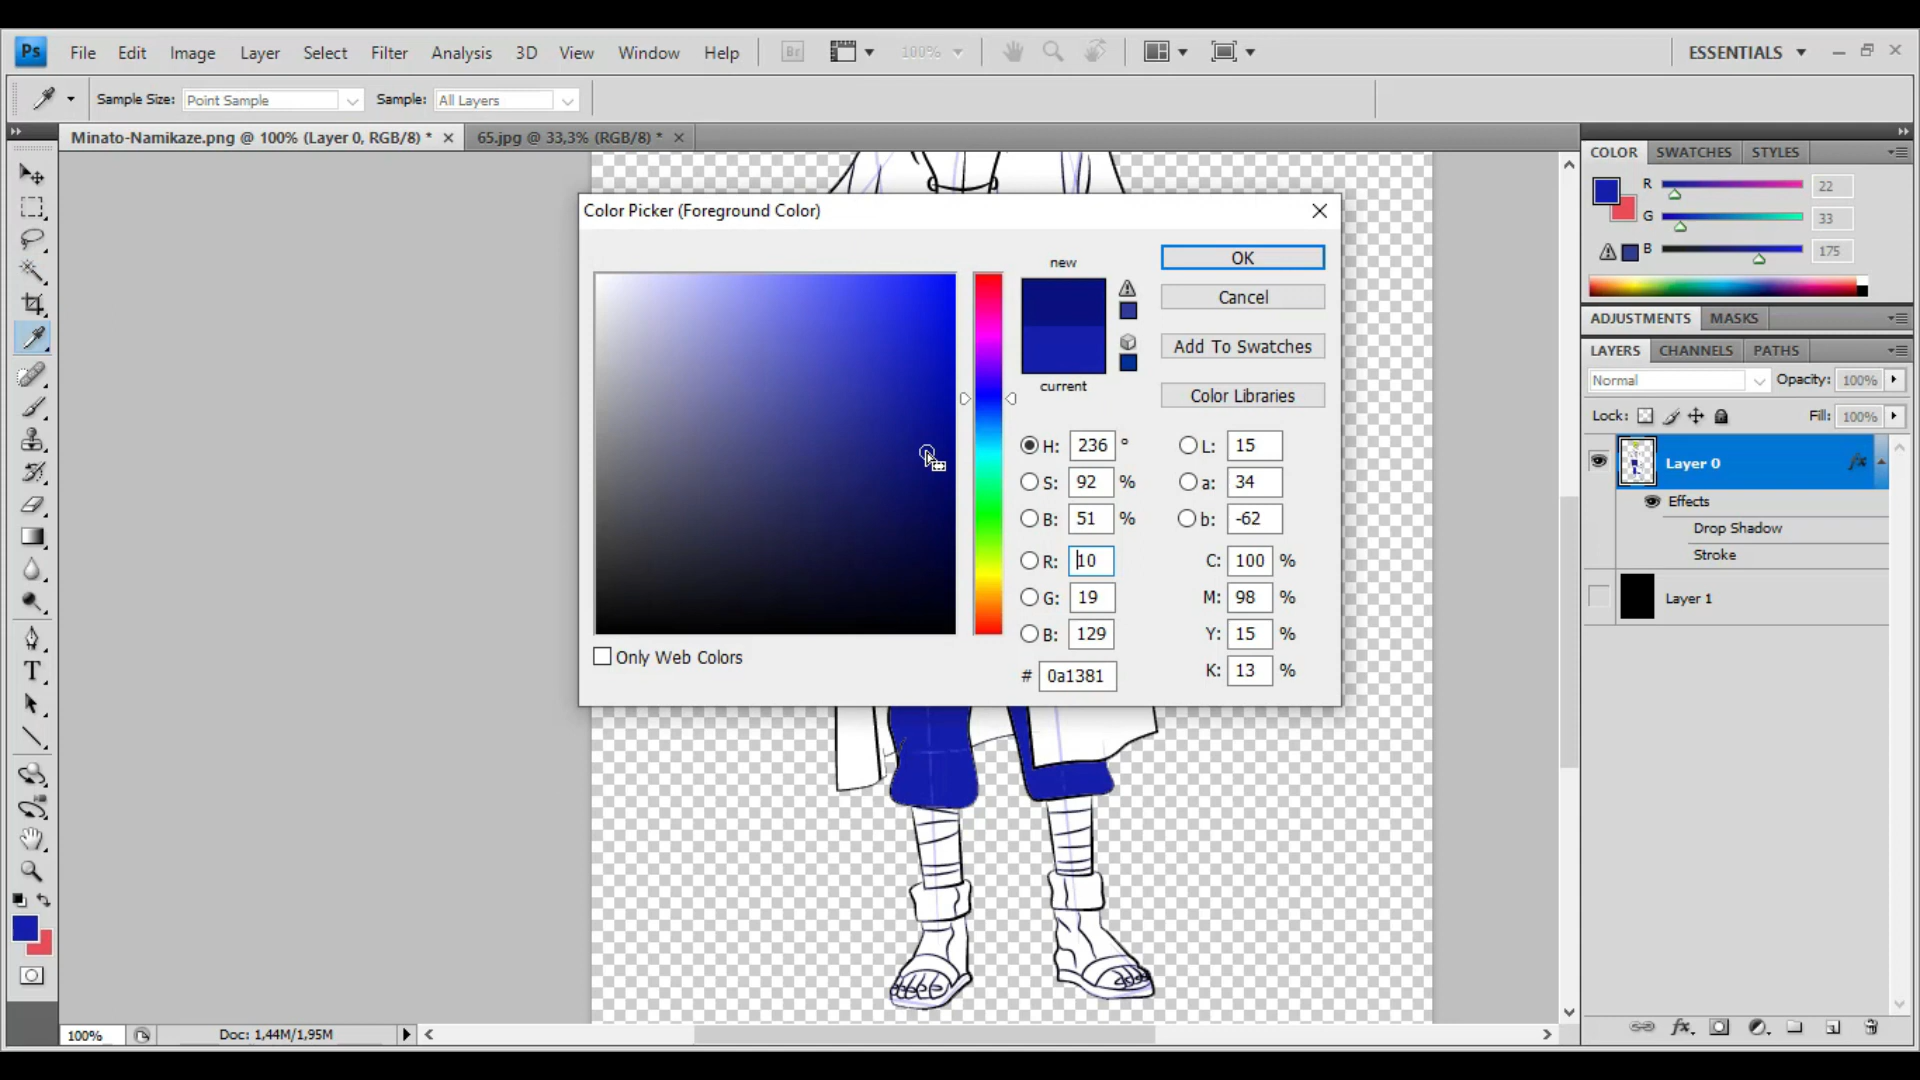 Ps File Edit Image Layer Select Filter Analysis 3D View Window Help Br 100% ESSENTIALS
Sample Size: Point Sample Sample: All Layers
Minato-Namikaze.png @ 100% (Layer 0, RGB/8) * 65.jpg @ 33,3% (RGB/8) *
COLOR SWATCHES STYLES
R 22
G 33
B 175
ADJUSTMENTS MASKS
LAYERS CHANNELS PATHS
Normal Opacity: 100%
Lock: Fill: 100%
Layer 0 fx
Effects
Drop Shadow
Stroke
Layer 1
Color Picker (Foreground Color)
new
current
OK
Cancel
Add To Swatches
Color Libraries
H: 236 ° L: 15
S: 92 % a: 34
B: 51 % b: -62
R: 10 C: 100 %
G: 19 M: 98 %
B: 129 Y: 15 %
# 0a1381 K: 13 %
Only Web Colors
T
100% Doc: 1,44M/1,95M
fx